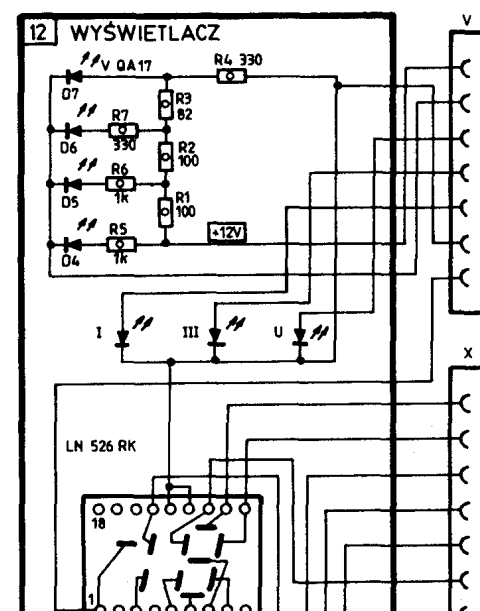 12 WYŚWIETLACZ
V
V QA17
R4 330
D7
R3
82
R7
330
D6
R2
100
R6
1k
D5
R1
100
R5
1k
D4
+12V
I
III
U
X
LN 526 RK
18
1